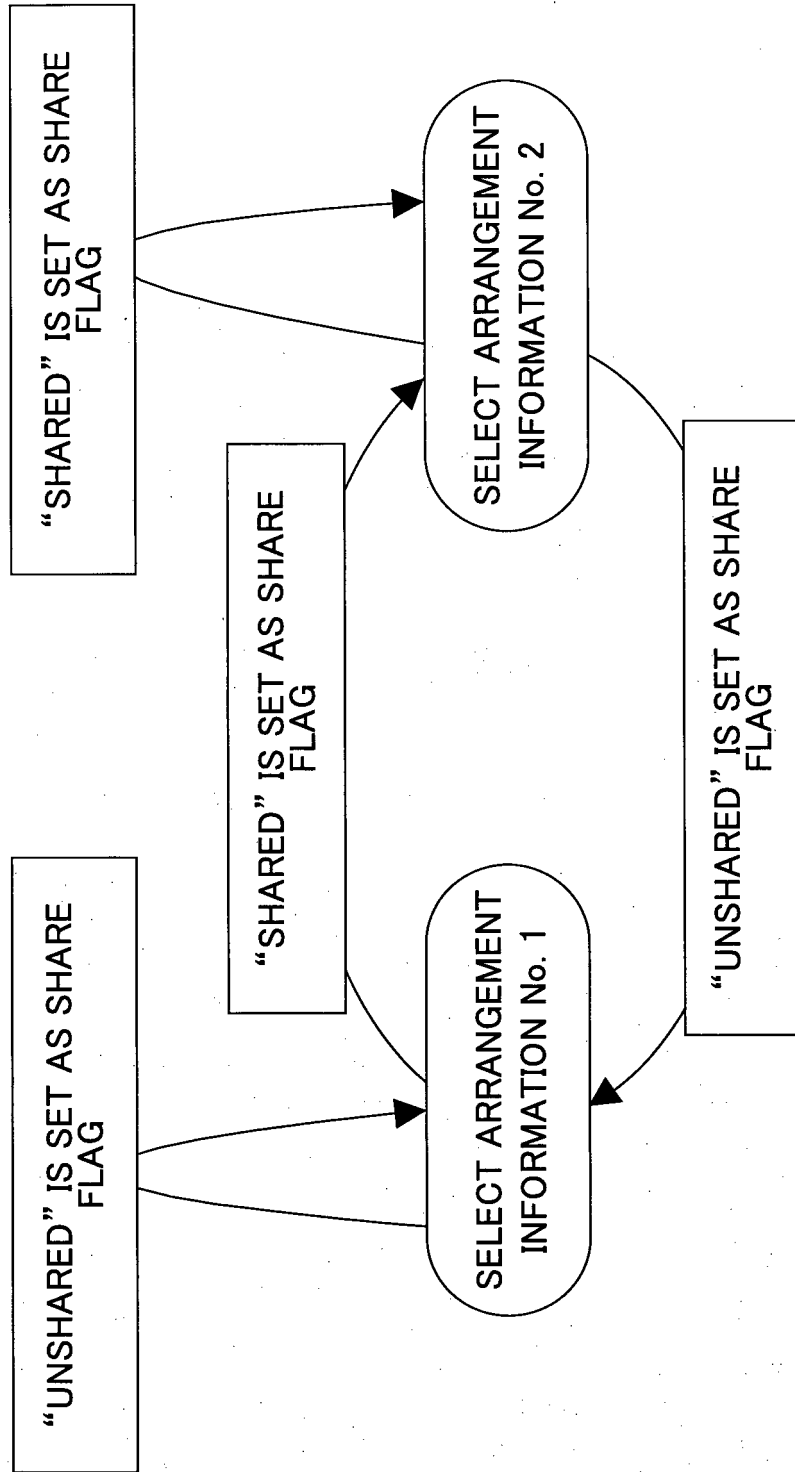 “UNSHARED” IS SET AS SHARE
FLAG
“SHARED” IS SET AS SHARE
FLAG
“SHARED” IS SET AS SHARE
FLAG
SELECT ARRANGEMENT
INFORMATION No. 1
SELECT ARRANGEMENT
INFORMATION No. 2
“UNSHARED” IS SET AS SHARE
FLAG